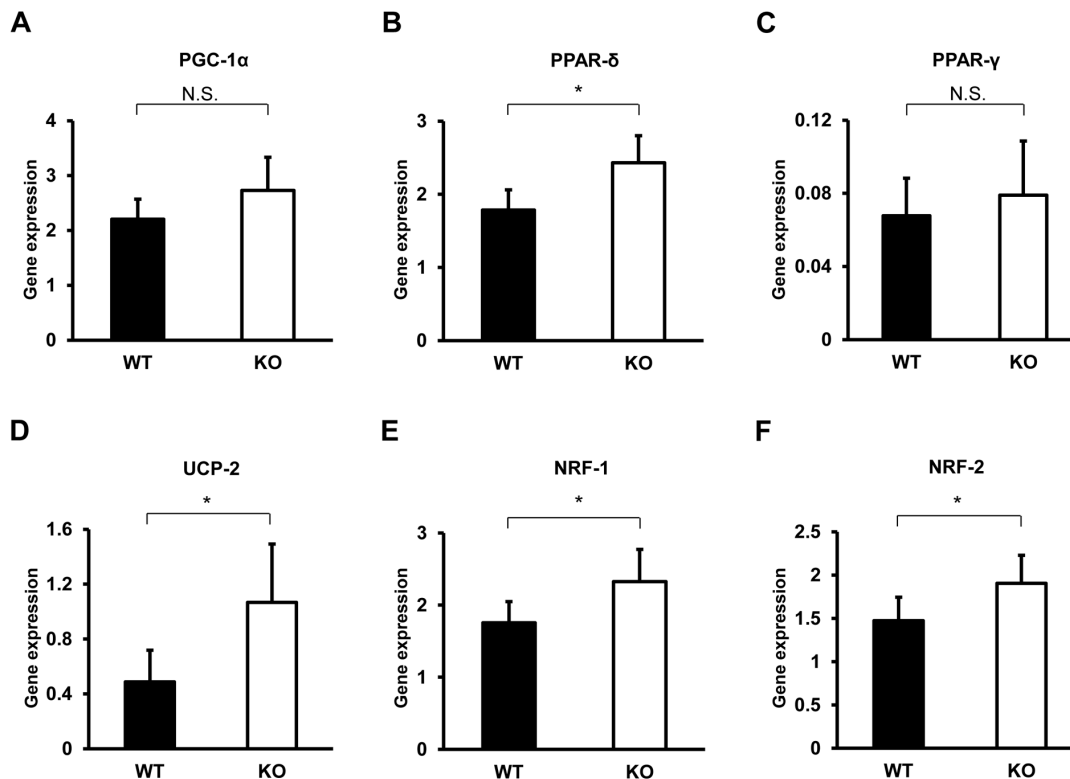 A
PGC-1α
N.S.
Gene expression
4
3
2
1
0
WT KO
B
PPAR-δ
*
Gene expression
3
2
1
0
WT KO
C
PPAR-γ
N.S.
Gene expression
0.12
0.08
0.04
0
WT KO
D
UCP-2
*
Gene expression
1.6
1.2
0.8
0.4
0
WT KO
E
NRF-1
*
Gene expression
3
2
1
0
WT KO
F
NRF-2
*
Gene expression
2.5
2
1.5
1
0.5
0
WT KO